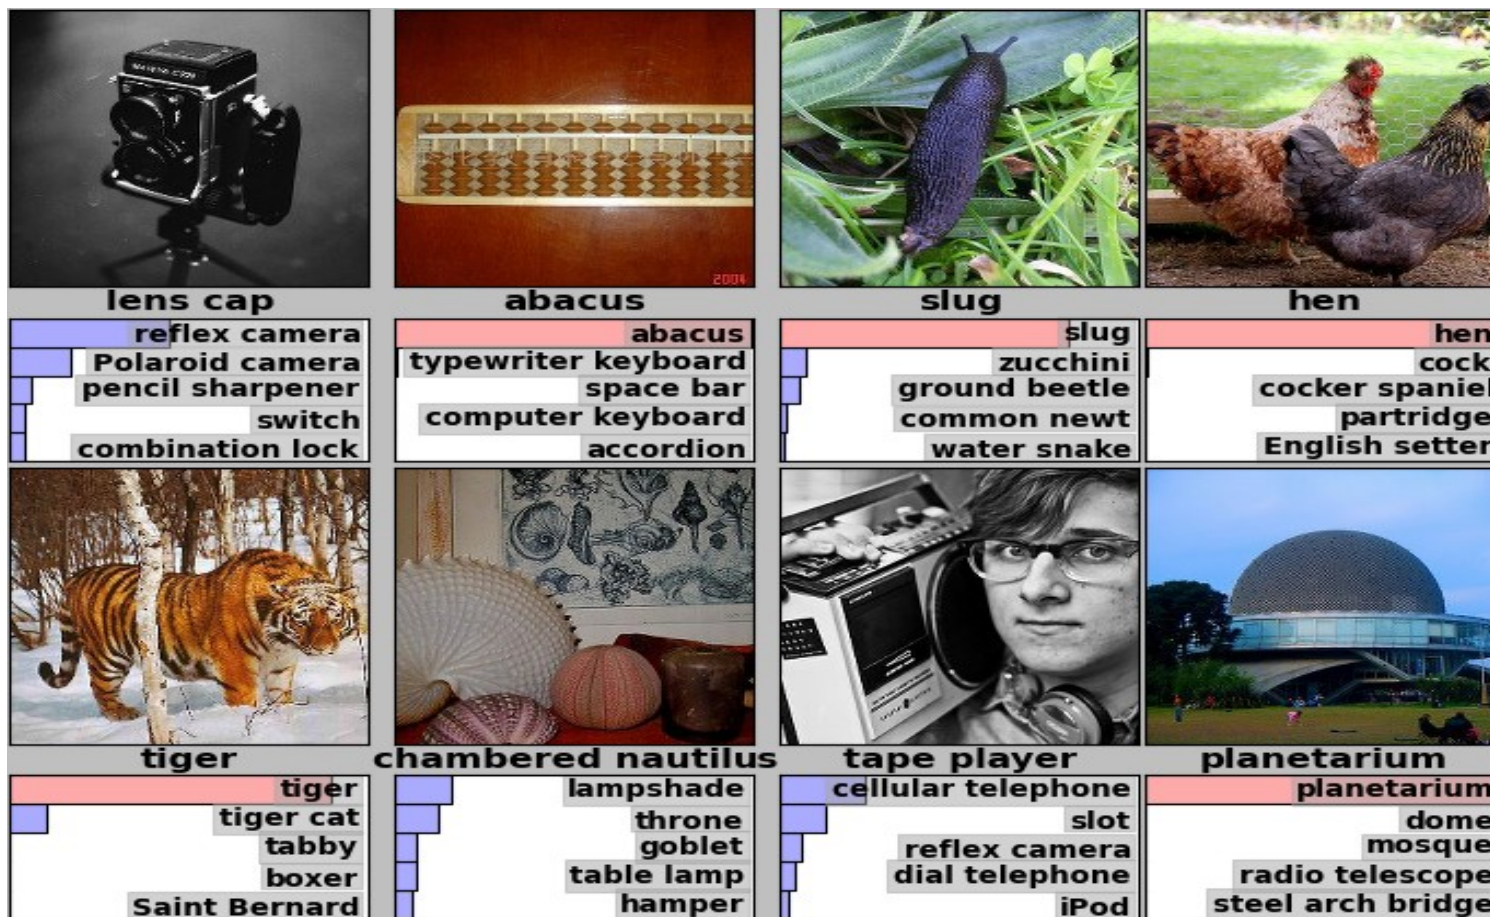 MAMIYA C330
2004
lens cap
abacus
slug
hen
reflex camera
Polaroid camera
pencil sharpener
switch
combination lock
abacus
typewriter keyboard
space bar
computer keyboard
accordion
slug
zucchini
ground beetle
common newt
water snake
hen
cock
cocker spaniel
partridge
English setter
tiger
chambered nautilus
tape player
planetarium
tiger
tiger cat
tabby
boxer
Saint Bernard
lampshade
throne
goblet
table lamp
hamper
cellular telephone
slot
reflex camera
dial telephone
iPod
planetarium
dome
mosque
radio telescope
steel arch bridge